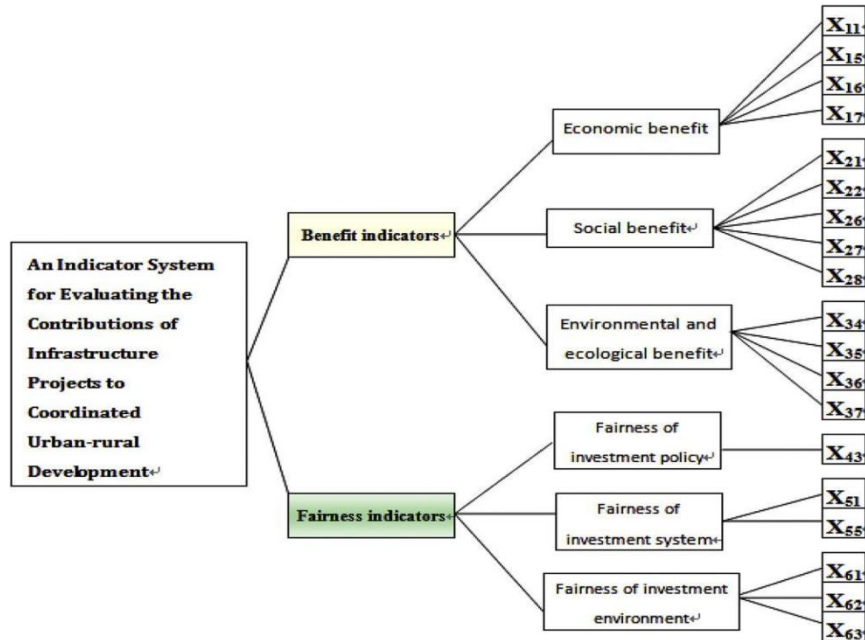 An Indicator System
for Evaluating the
Contributions of
Infrastructure
Projects to
Coordinated
Urban-rural
Development↵
Benefit indicators↵
Fairness indicators↵
Economic benefit
Social benefit↵
Environmental and
ecological benefit↵
Fairness of
investment policy↵
Fairness of
investment system↵
Fairness of investment
environment↵
X₁₁↵
X₁₅↵
X₁₆↵
X₁₇↵
X₂₁↵
X₂₂↵
X₂₆↵
X₂₇↵
X₂₈↵
X₃₄↵
X₃₅↵
X₃₆↵
X₃₇↵
X₄₃↵
X₅₁
X₅₅↵
X₆₁↵
X₆₂↵
X₆₃↵